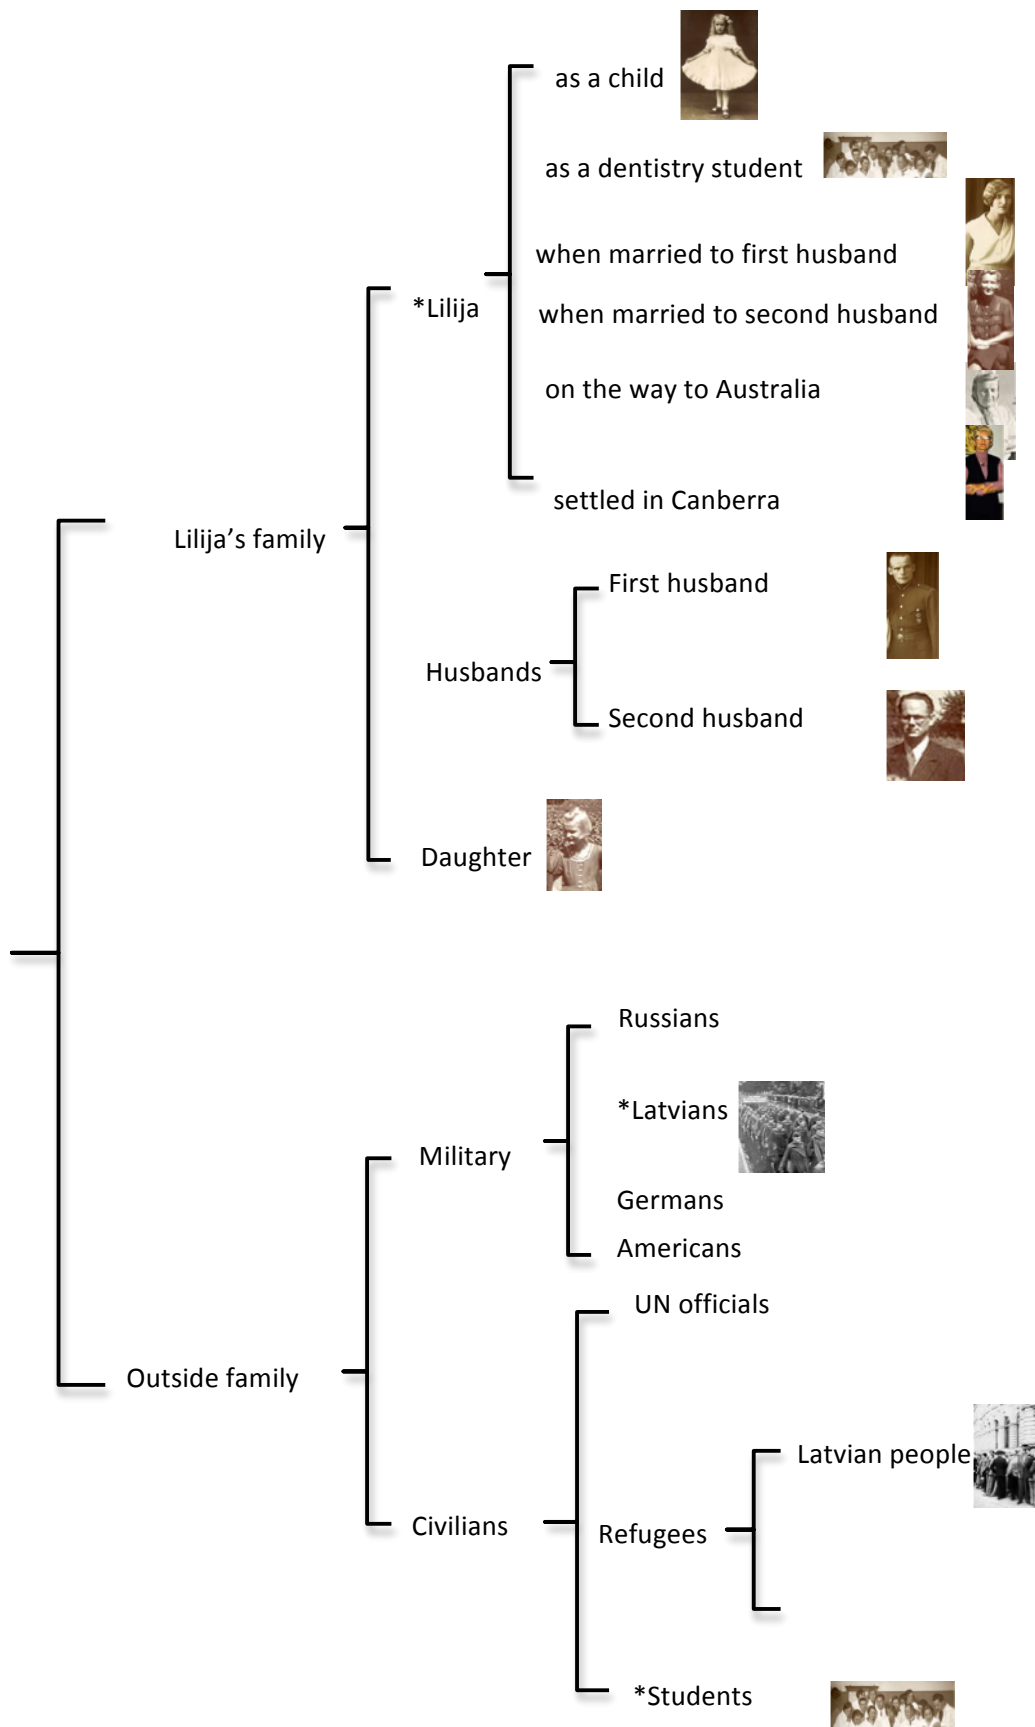 as a child
as a dentistry student
when married to first husband
*Lilija
when married to second husband
on the way to Australia
settled in Canberra
Lilija’s family
First husband
Husbands
Second husband
Daughter
Russians
*Latvians
Military
Germans
Americans
UN officials
Outside family
Latvian people
Civilians
Refugees
*Students